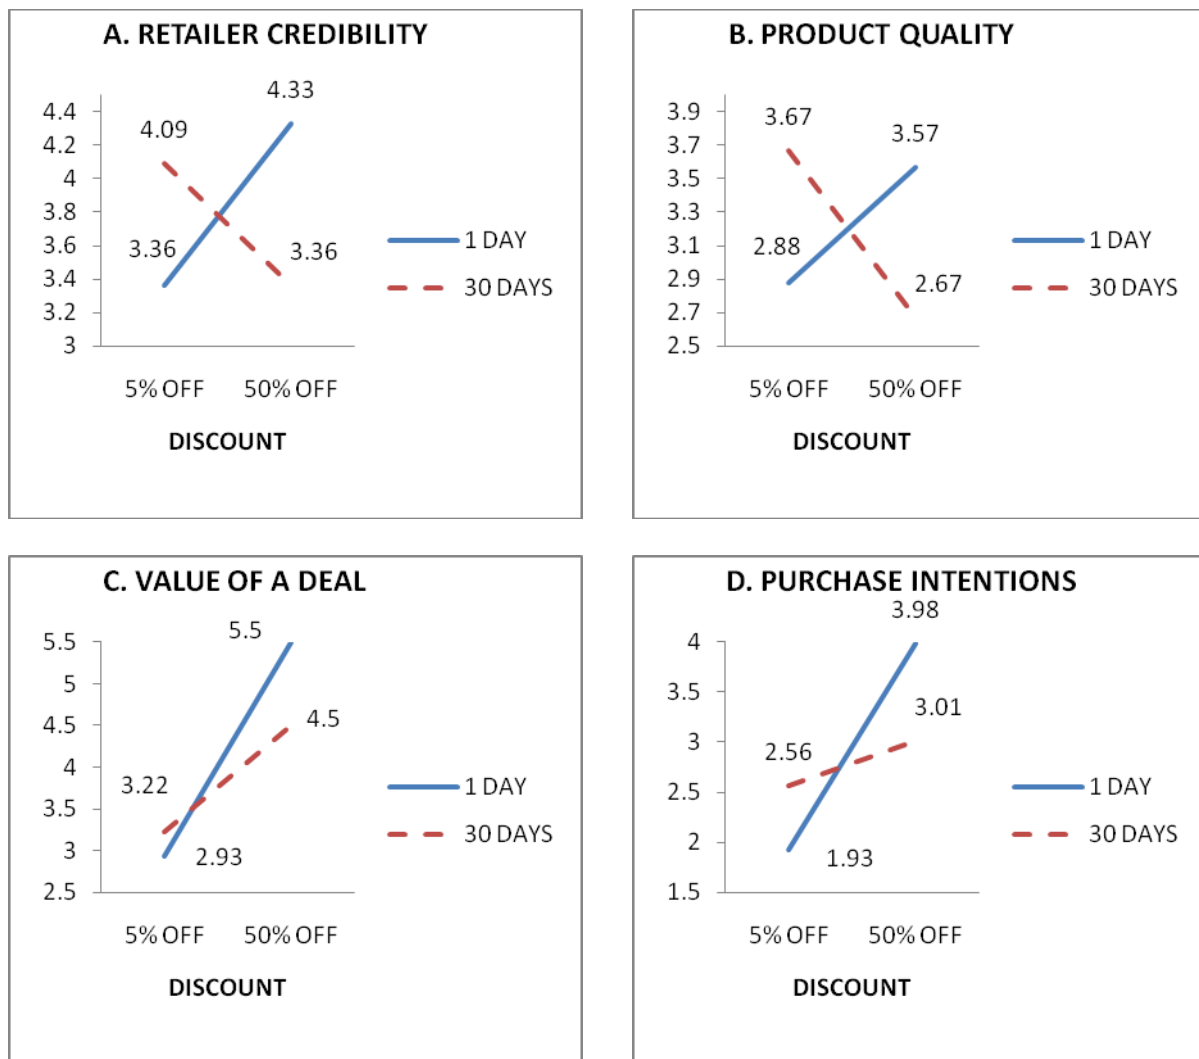 A. RETAILER CREDIBILITY
4.4
4.2
4
3.8
3.6
3.4
3.2
3
4.33
4.09
3.36
3.36
1 DAY
30 DAYS
5% OFF 50% OFF
DISCOUNT
B. PRODUCT QUALITY
3.9
3.7
3.5
3.3
3.1
2.9
2.7
2.5
3.67
3.57
2.88
2.67
1 DAY
30 DAYS
5% OFF 50% OFF
DISCOUNT
C. VALUE OF A DEAL
5.5
5
4.5
4
3.5
3
2.5
5.5
4.5
3.22
2.93
1 DAY
30 DAYS
5% OFF 50% OFF
DISCOUNT
D. PURCHASE INTENTIONS
4
3.5
3
2.5
2
1.5
3.98
3.01
2.56
1.93
1 DAY
30 DAYS
5% OFF 50% OFF
DISCOUNT